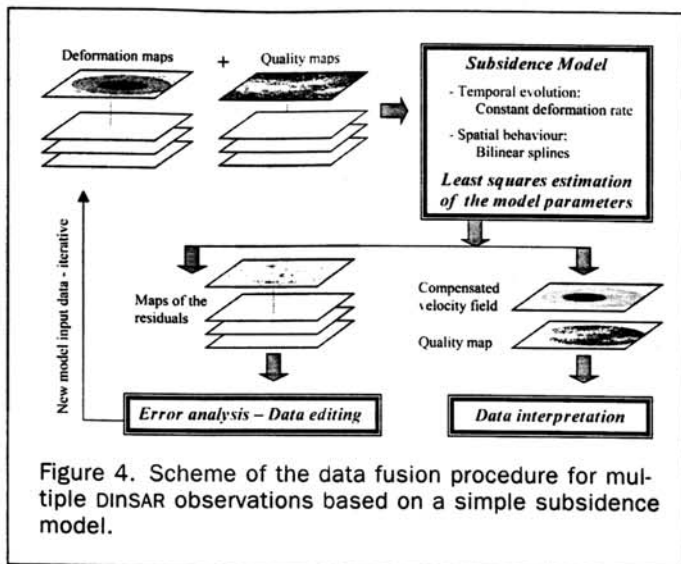 Deformation maps
+
Quality maps
Subsidence Model
- Temporal evolution:
Constant deformation rate
- Spatial behaviour:
Bilinear splines
Least squares estimation
of the model parameters
New model input data - iterative
Maps of the
residuals
Compensated
velocity field
Quality map
Error analysis – Data editing
Data interpretation
Figure 4. Scheme of the data fusion procedure for mul-
tiple DINSAR observations based on a simple subsidence
model.